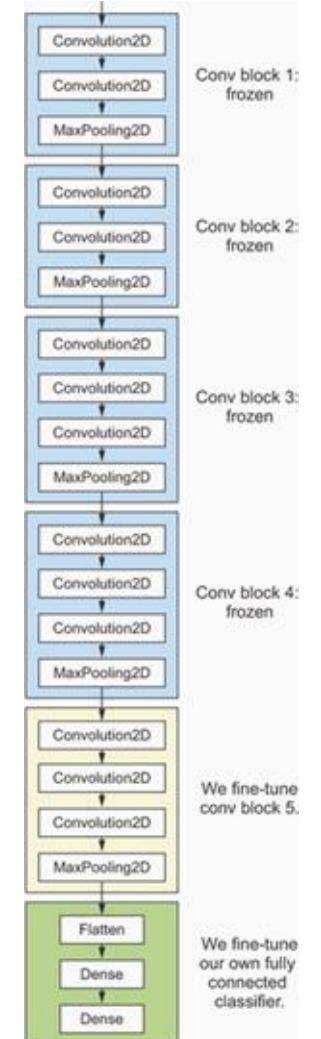 Convolution2D
Convolution2D
MaxPooling2D
Conv block 1:
frozen
Convolution2D
Convolution2D
MaxPooling2D
Conv block 2:
frozen
Convolution2D
Convolution2D
Convolution2D
MaxPooling2D
Conv block 3:
frozen
Convolution2D
Convolution2D
Convolution2D
MaxPooling2D
Conv block 4:
frozen
Convolution2D
Convolution2D
Convolution2D
MaxPooling2D
We fine-tune
conv block 5.
Flatten
Dense
Dense
We fine-tune
our own fully
connected
classifier.